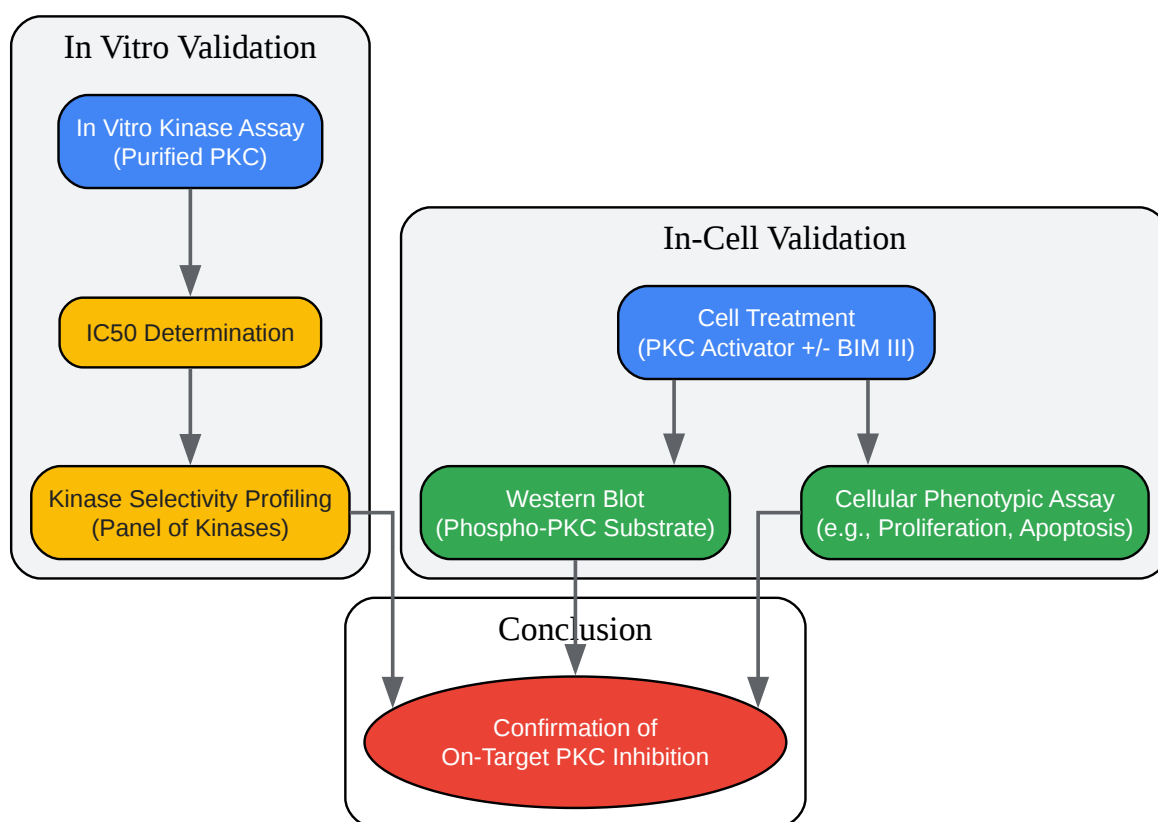 In Vitro Validation
In Vitro Kinase Assay
(Purified PKC)
IC50 Determination
Kinase Selectivity Profiling
(Panel of Kinases)
In-Cell Validation
Cell Treatment
(PKC Activator +/- BIM III)
Western Blot
(Phospho-PKC Substrate)
Cellular Phenotypic Assay
(e.g., Proliferation, Apoptosis)
Conclusion
Confirmation of
On-Target PKC Inhibition